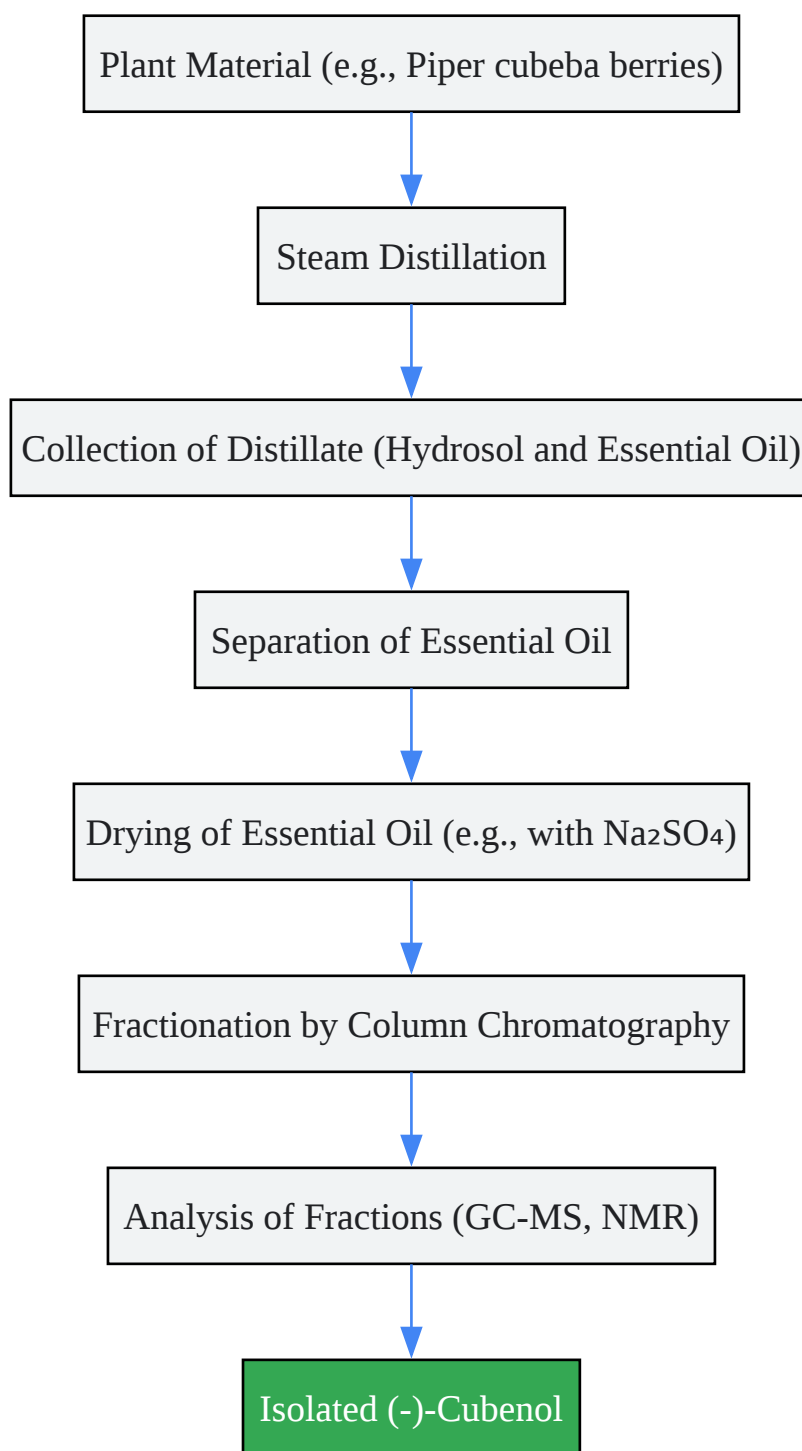 Plant Material (e.g., Piper cubeba berries)
Steam Distillation
Collection of Distillate (Hydrosol and Essential Oil)
Separation of Essential Oil
Drying of Essential Oil (e.g., with Na₂SO₄)
Fractionation by Column Chromatography
Analysis of Fractions (GC-MS, NMR)
Isolated (-)-Cubenol